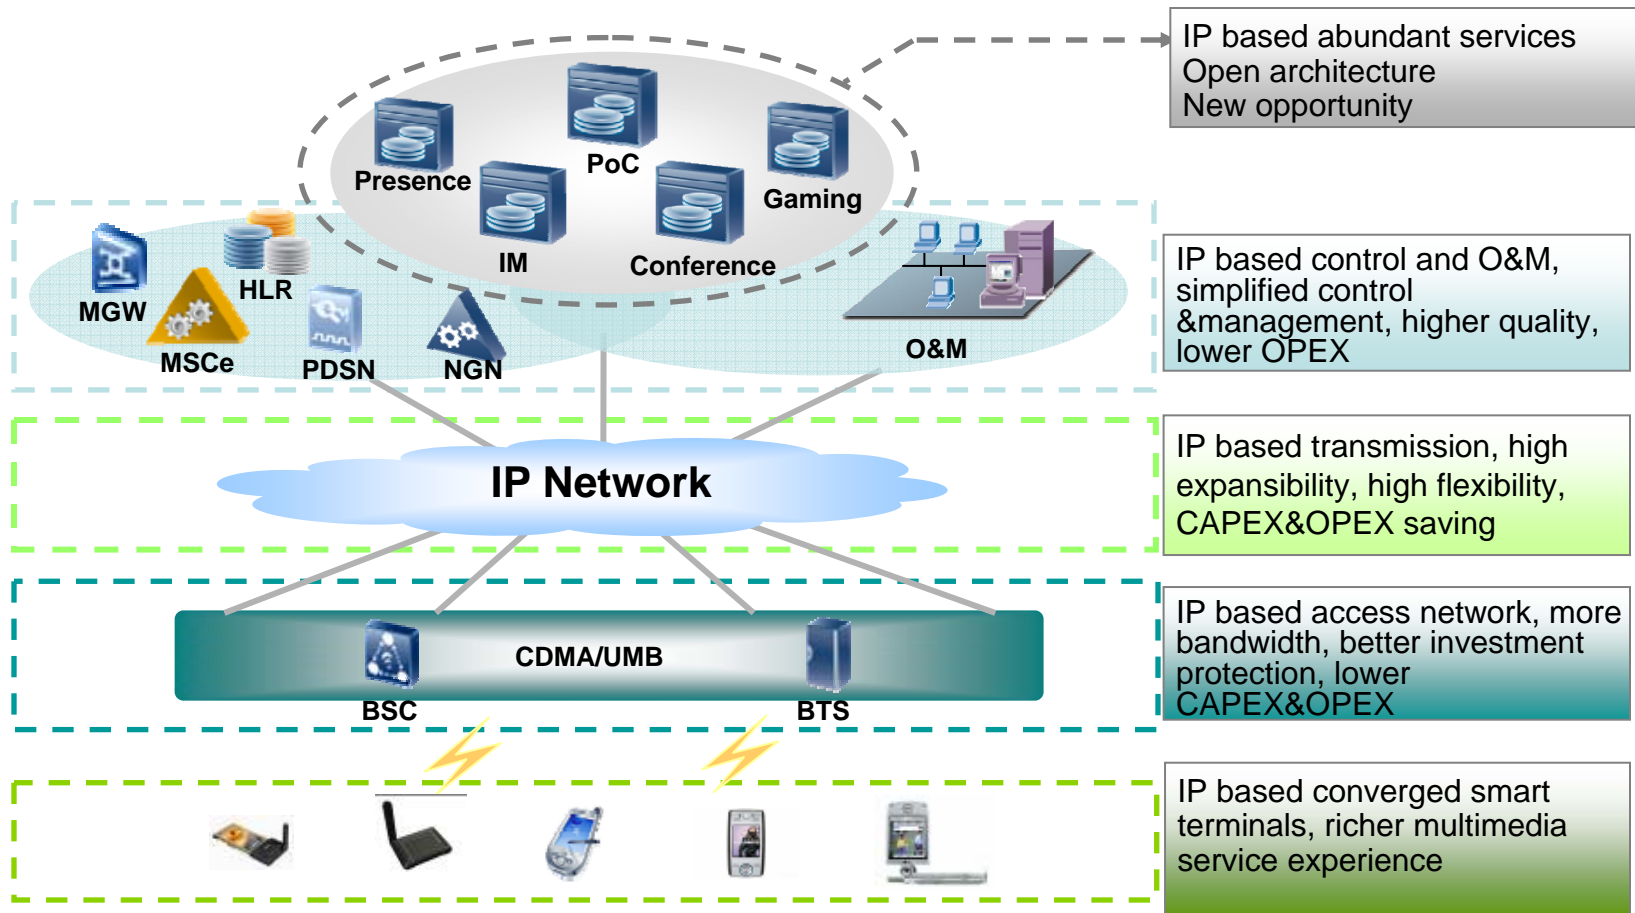 IP based abundant services
Open architecture
New opportunity
PoC
Presence
Gaming
IM
Conference
HLR
MGW
MSCe
PDSN
NGN
O&M
IP based control and O&M,
simplified control
&management, higher quality,
lower OPEX
IP Network
IP based transmission, high
expansibility, high flexibility,
CAPEX&OPEX saving
CDMA/UMB
BSC
BTS
IP based access network, more
bandwidth, better investment
protection, lower
CAPEX&OPEX
IP based converged smart
terminals, richer multimedia
service experience